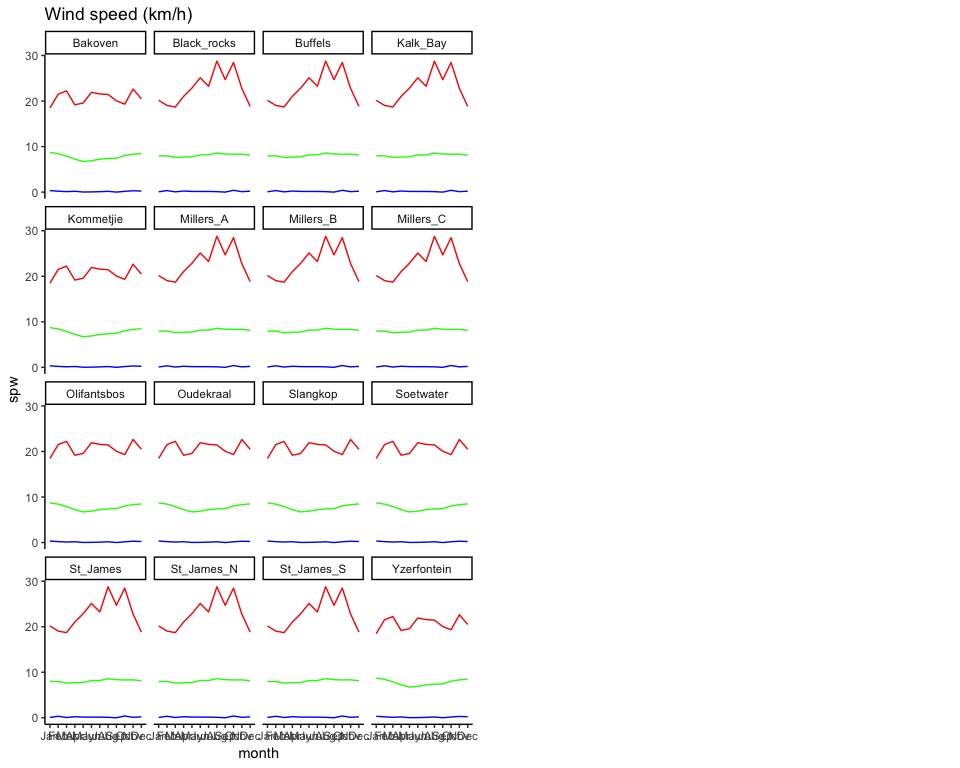 Wind speed (km/h)
Bakoven Black_rocks Buffels Kalk_Bay
30
20
10
0
Kommetjie Millers_A Millers_B Millers_C
30
20
10
0
spw
Olifantsbos Oudekraal Slangkop Soetwater
30
20
10
0
St_James St_James_N St_James_S Yzerfontein
30
20
10
0
month